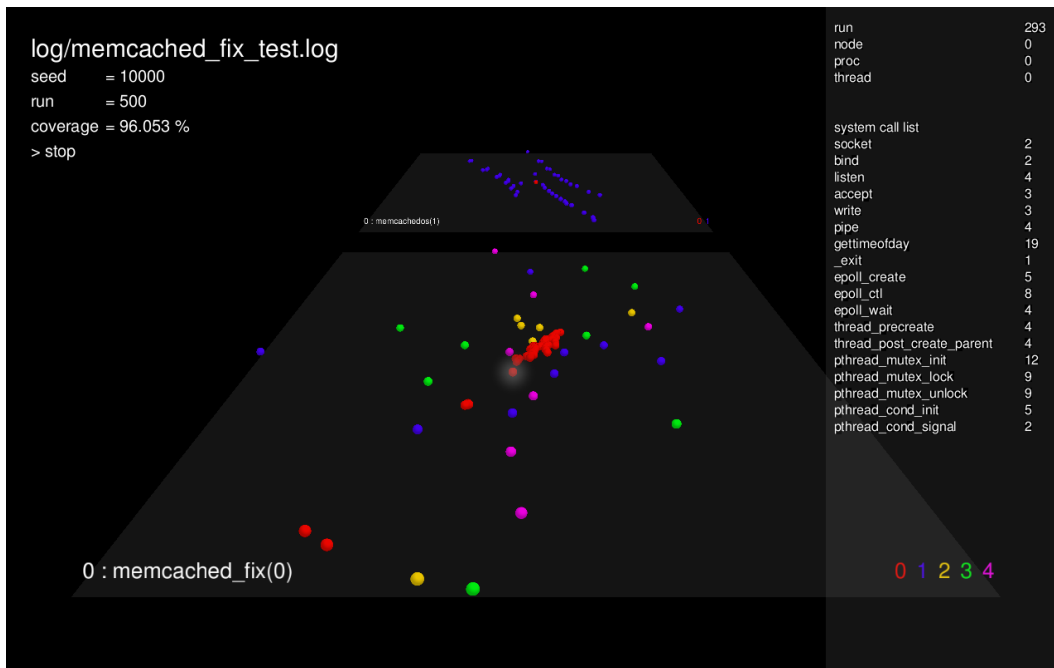 log/memcached_fix_test.log
seed = 10000
run = 500
coverage = 96.053 %
> stop
0 : memcachedos(1)
0 1
0 : memcached_fix(0)
0 1 2 3 4
run 293
node 0
proc 0
thread 0
system call list
socket 2
bind 2
listen 4
accept 3
write 3
pipe 4
gettimeofday 19
_exit 1
epoll_create 5
epoll_ctl 8
epoll_wait 4
thread_precreate 4
thread_post_create_parent 4
pthread_mutex_init 12
pthread_mutex_lock 9
pthread_mutex_unlock 9
pthread_cond_init 5
pthread_cond_signal 2